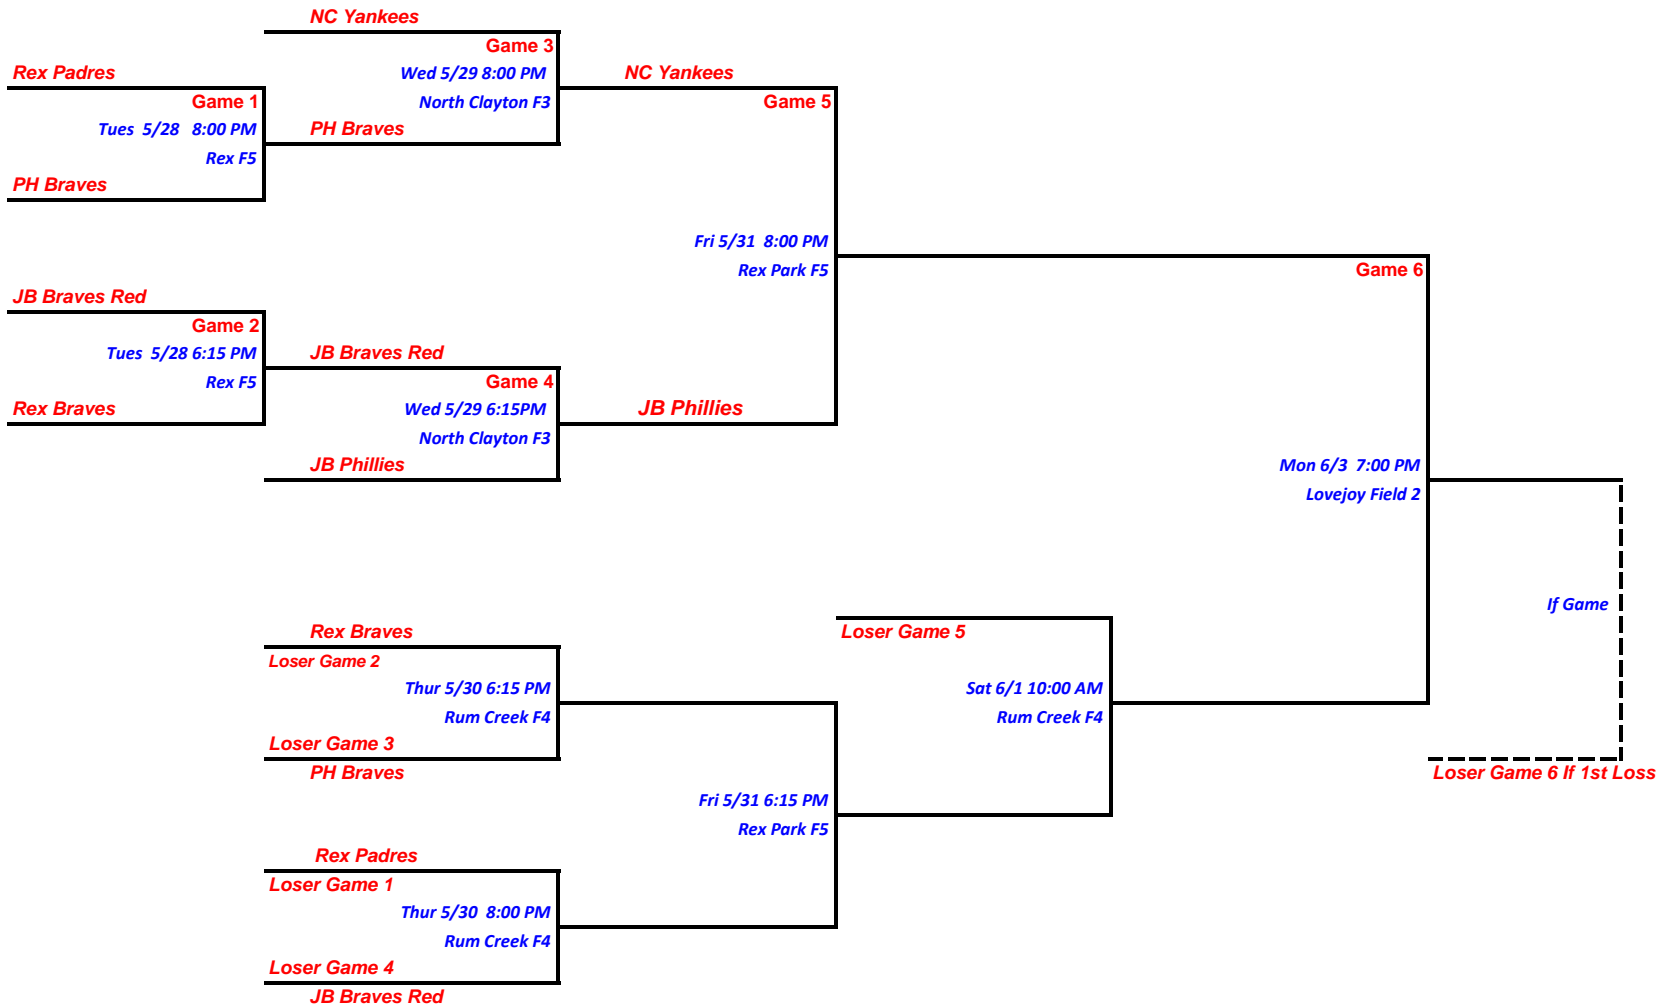 NC Yankees
Game 3
Wed 5/29 8:00 PM
North Clayton F3
PH Braves
Rex Padres
Game 1
Tues 5/28 8:00 PM
Rex F5
PH Braves
NC Yankees
Game 5
Fri 5/31 8:00 PM
Rex Park F5
JB Braves Red
Game 2
Tues 5/28 6:15 PM
Rex F5
Rex Braves
JB Braves Red
Game 4
Wed 5/29 6:15PM
North Clayton F3
JB Phillies
JB Phillies
Game 6
Mon 6/3 7:00 PM
Lovejoy Field 2
If Game
Loser Game 6 If 1st Loss
Rex Braves
Loser Game 2
Thur 5/30 6:15 PM
Rum Creek F4
Loser Game 3
PH Braves
Loser Game 5
Sat 6/1 10:00 AM
Rum Creek F4
Fri 5/31 6:15 PM
Rex Park F5
Rex Padres
Loser Game 1
Thur 5/30 8:00 PM
Rum Creek F4
Loser Game 4
JB Braves Red